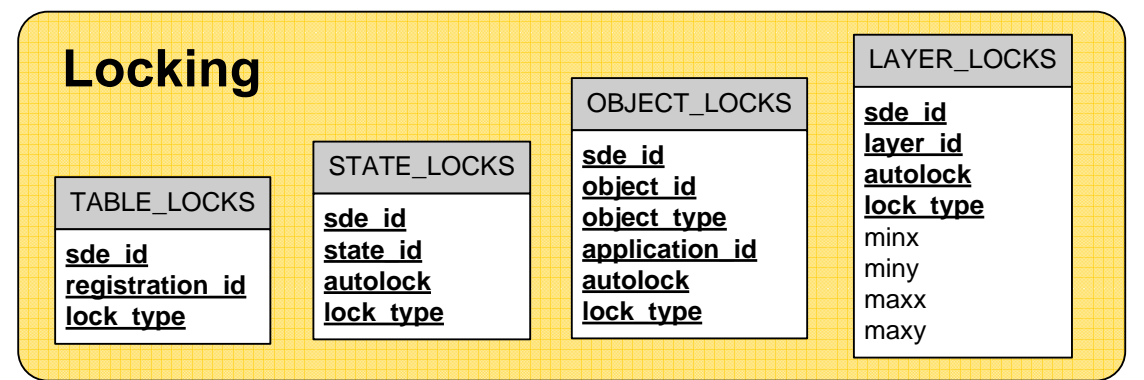 Locking
TABLE_LOCKS
sde_id
registration_id
lock_type
STATE_LOCKS
sde_id
state_id
autolock
lock_type
OBJECT_LOCKS
sde_id
object_id
object_type
application_id
autolock
lock_type
LAYER_LOCKS
sde_id
layer_id
autolock
lock_type
minx
miny
maxx
maxy